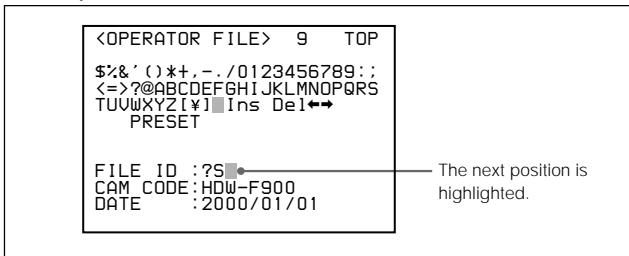 <OPERATOR FILE> 9 TOP
$%&'()*+,-./0123456789:;
<=>?@ABCDEFGHIJKLMNOPQRS
TUVWXYZ[¥] Ins Del←→
PRESET
FILE ID :?S
The next position is
highlighted.
CAM CODE:HDW-F900
DATE :2000/01/01